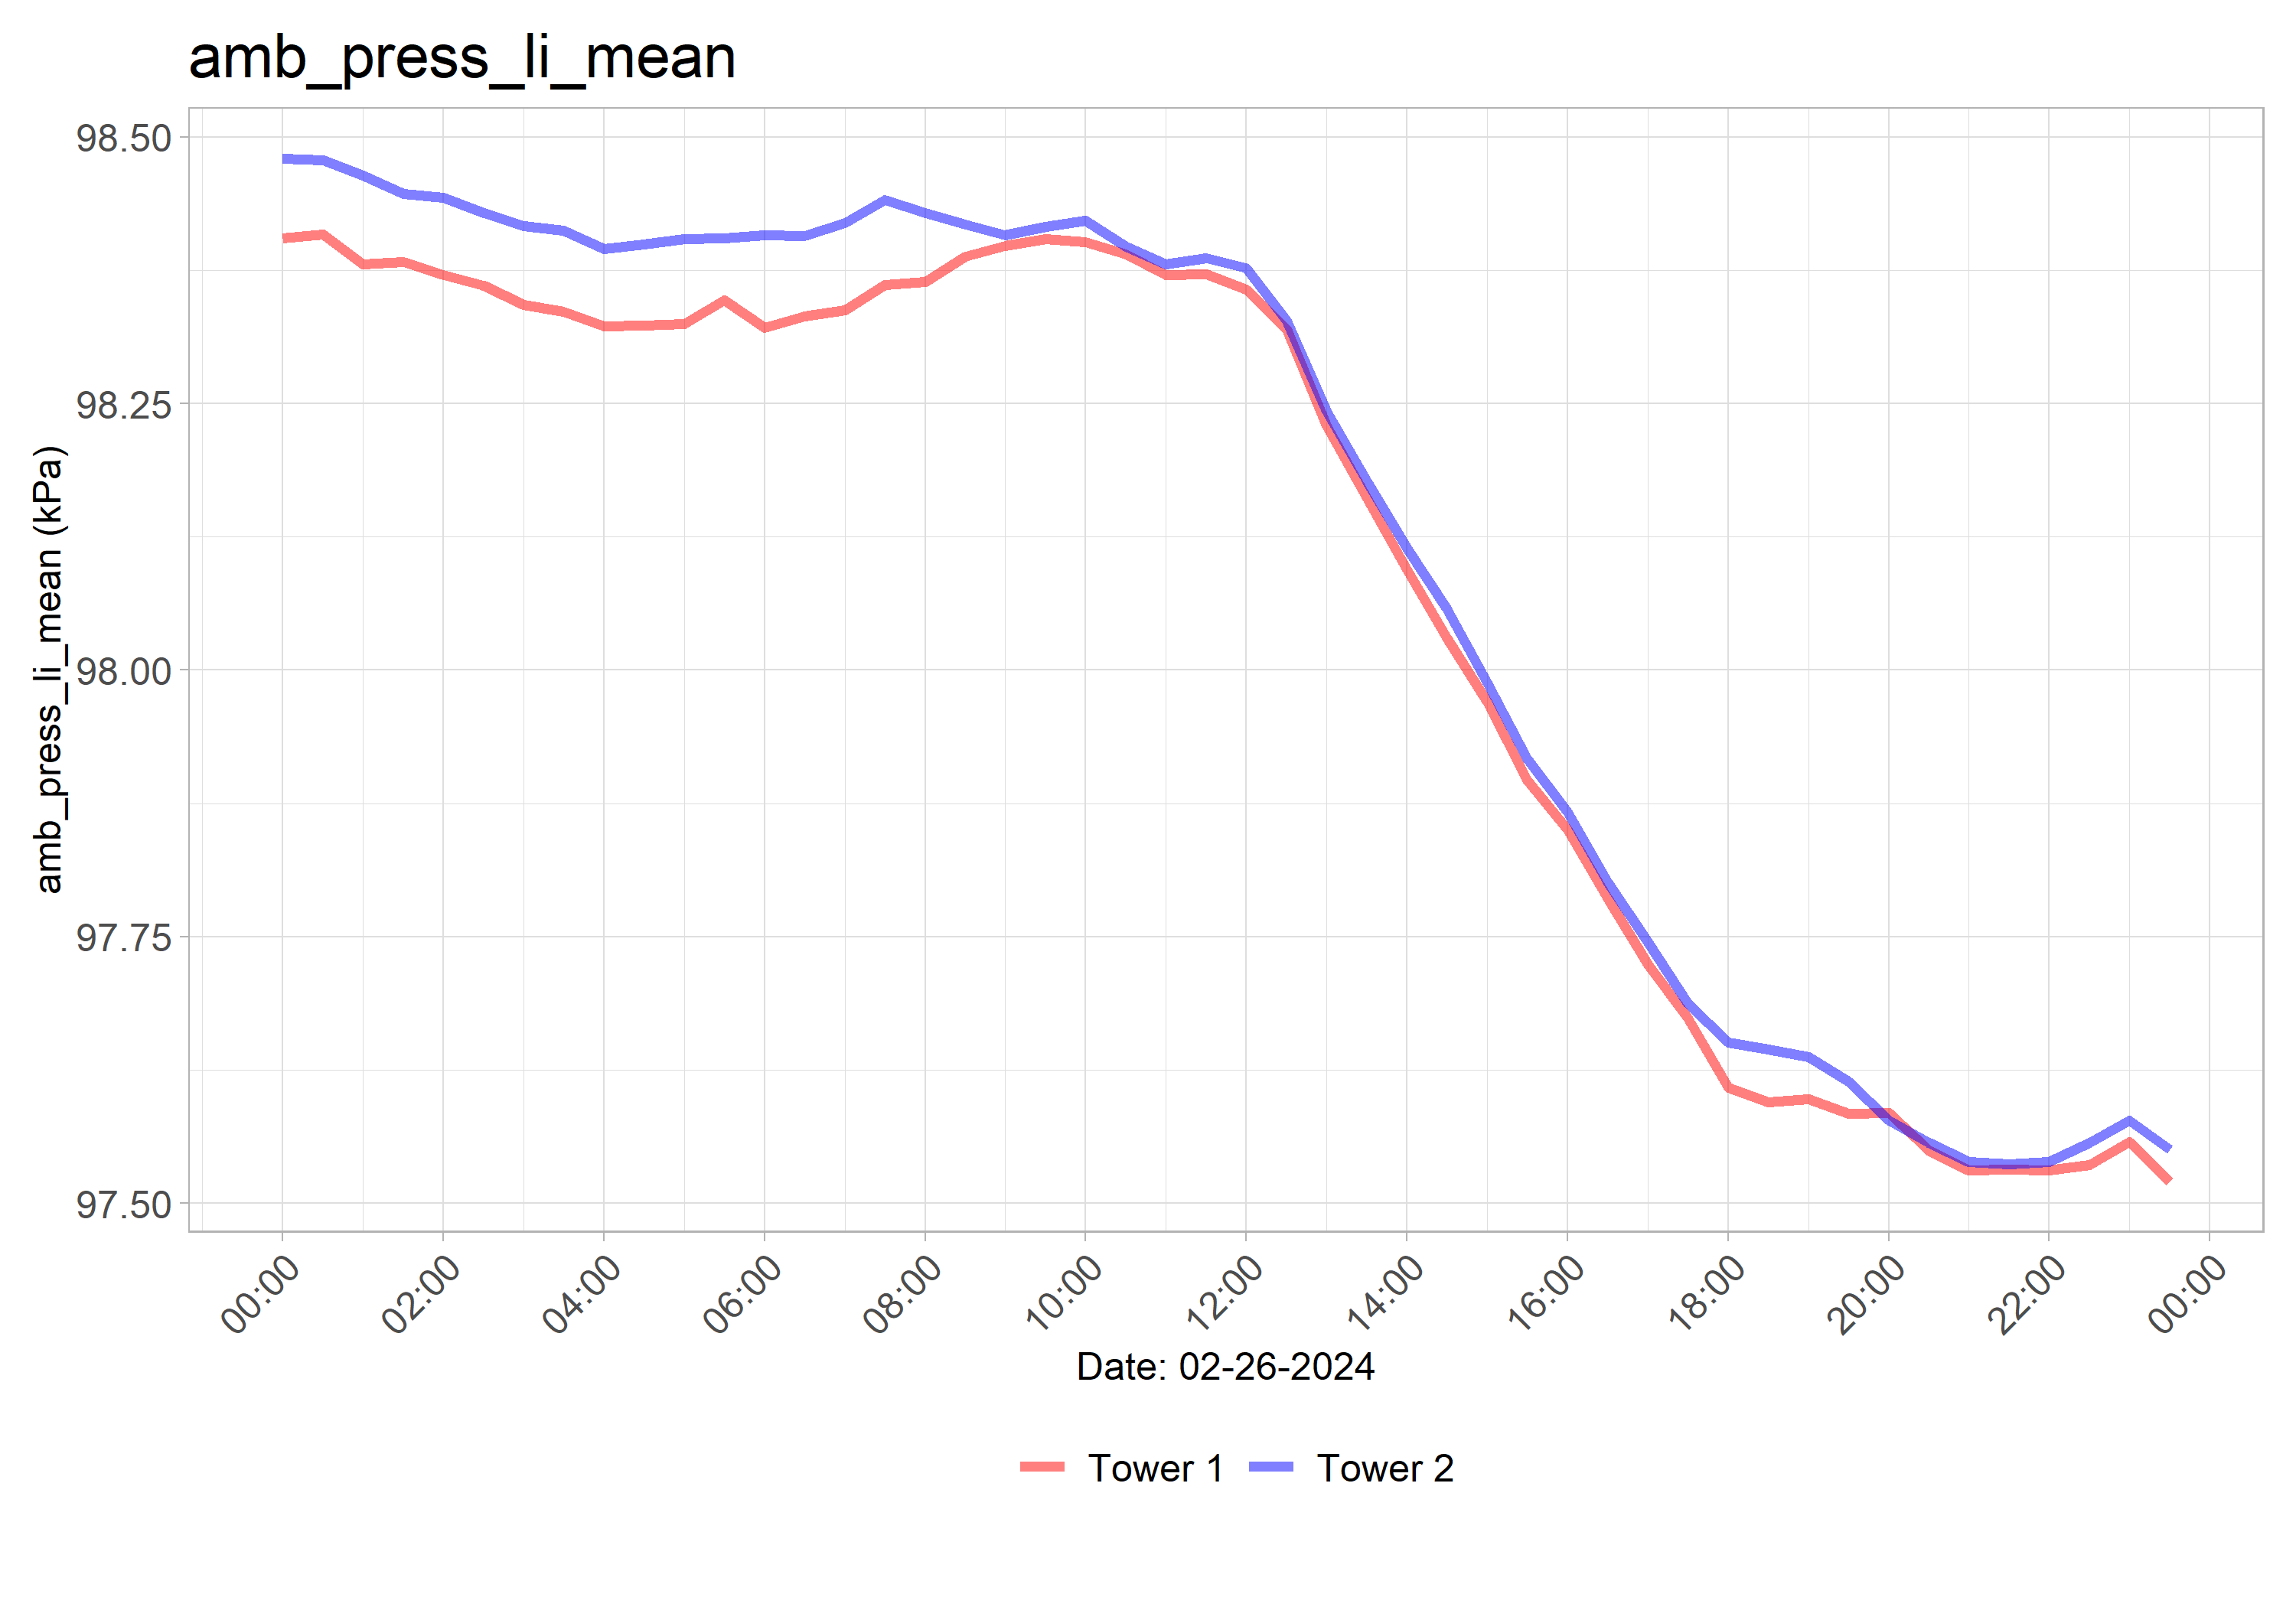 amb_press_li_mean
amb_press_li_mean (kPa)
98.50
98.25
98.00
97.75
97.50
00:00 02:00 04:00 06:00 08:00 10:00 12:00 14:00 16:00 18:00 20:00 22:00 00:00
Date: 02-26-2024
Tower 1 Tower 2